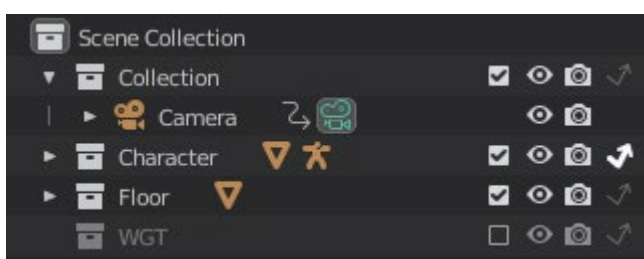 Scene Collection
Collection
Camera
Character
Floor
WGT